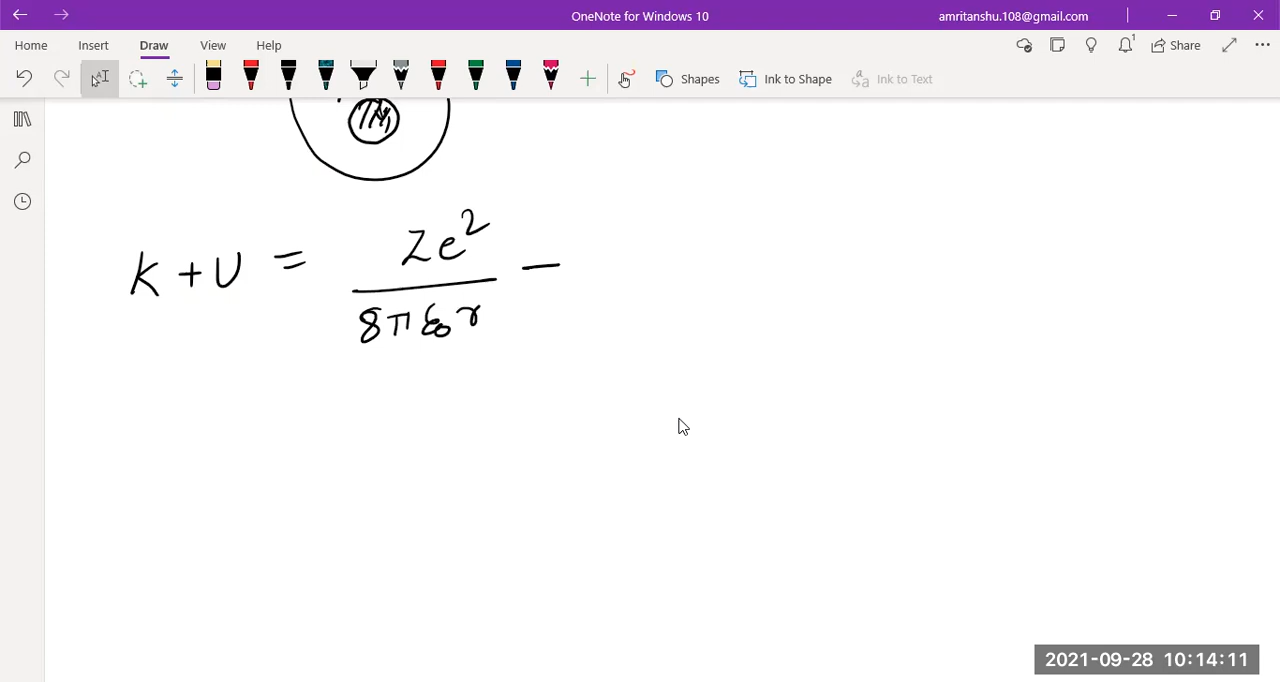 OneNote for Windows 10
amritanshu.108@gmail.com
Home Insert Draw View Help
1
Share
Shapes
Ink to Shape
Ink to Text
Ze²
K + U = ——— −
8πε₀r
2021-09-28 10:14:11